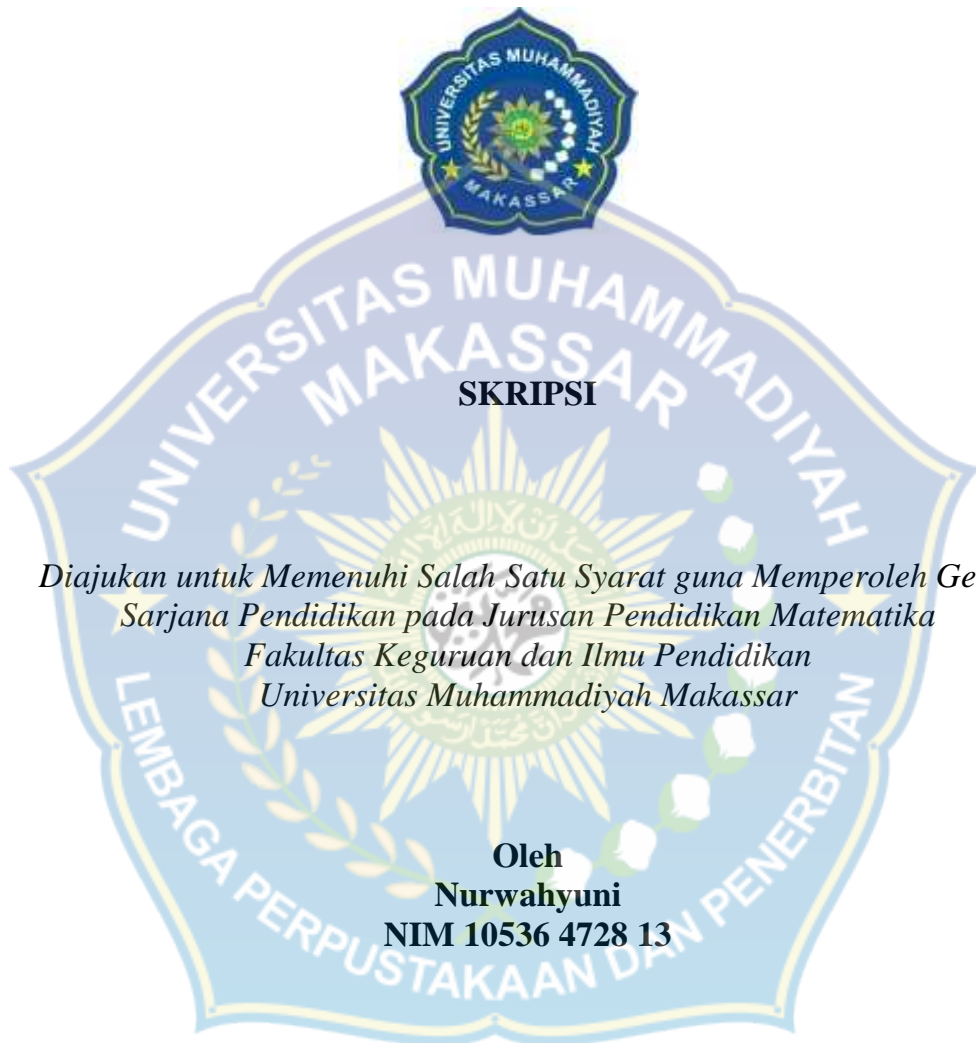 UNIVERSITAS MUHAMMADIYAH
MAKASSAR
UNIVERSITAS MUHAMMADIYAH
MAKASSAR
SKRIPSI
Diajukan untuk Memenuhi Salah Satu Syarat guna Memperoleh Ge
Sarjana Pendidikan pada Jurusan Pendidikan Matematika
Fakultas Keguruan dan Ilmu Pendidikan
Universitas Muhammadiyah Makassar
Oleh
Nurwahyuni
NIM 10536 4728 13
LEMBAGA PERPUSTAKAAN DAN PENERBITAN